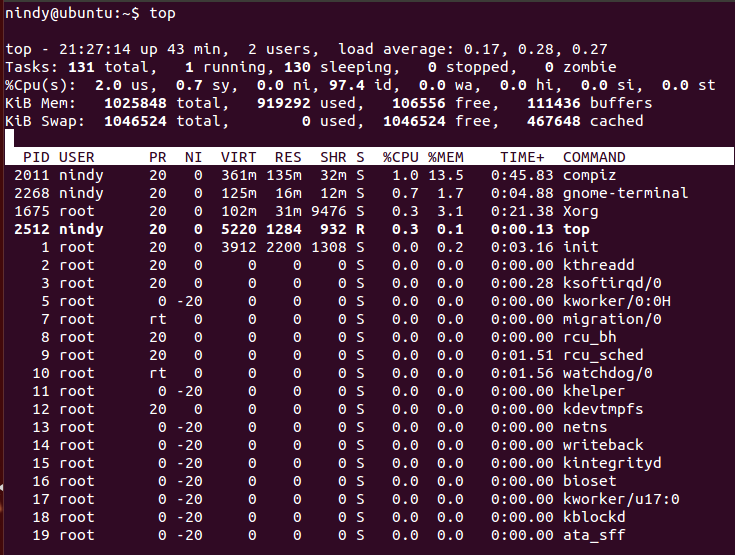 nindy@ubuntu:~$ top
top - 21:27:14 up 43 min,  2 users,  load average: 0.17, 0.28, 0.27
Tasks: 131 total,   1 running, 130 sleeping,   0 stopped,   0 zombie
%Cpu(s):  2.0 us,  0.7 sy,  0.0 ni, 97.4 id,  0.0 wa,  0.0 hi,  0.0 si,  0.0 st
KiB Mem:   1025848 total,   919292 used,   106556 free,   111436 buffers
KiB Swap:  1046524 total,        0 used,  1046524 free,   467648 cached
  PID USER      PR  NI  VIRT  RES  SHR S  %CPU %MEM    TIME+  COMMAND
 2011 nindy     20   0  361m 135m  32m S   1.0 13.5   0:45.83 compiz
 2268 nindy     20   0  125m  16m  12m S   0.7  1.7   0:04.88 gnome-terminal
 1675 root      20   0  102m  31m 9476 S   0.3  3.1   0:21.38 Xorg
 2512 nindy     20   0  5220 1284  932 R   0.3  0.1   0:00.13 top
    1 root      20   0  3912 2200 1308 S   0.0  0.2   0:03.16 init
    2 root      20   0     0    0    0 S   0.0  0.0   0:00.00 kthreadd
    3 root      20   0     0    0    0 S   0.0  0.0   0:00.28 ksoftirqd/0
    5 root       0 -20     0    0    0 S   0.0  0.0   0:00.00 kworker/0:0H
    7 root      rt   0     0    0    0 S   0.0  0.0   0:00.00 migration/0
    8 root      20   0     0    0    0 S   0.0  0.0   0:00.00 rcu_bh
    9 root      20   0     0    0    0 S   0.0  0.0   0:01.51 rcu_sched
   10 root      rt   0     0    0    0 S   0.0  0.0   0:01.56 watchdog/0
   11 root       0 -20     0    0    0 S   0.0  0.0   0:00.00 khelper
   12 root      20   0     0    0    0 S   0.0  0.0   0:00.00 kdevtmpfs
   13 root       0 -20     0    0    0 S   0.0  0.0   0:00.00 netns
   14 root       0 -20     0    0    0 S   0.0  0.0   0:00.00 writeback
   15 root       0 -20     0    0    0 S   0.0  0.0   0:00.00 kintegrityd
   16 root       0 -20     0    0    0 S   0.0  0.0   0:00.00 bioset
   17 root       0 -20     0    0    0 S   0.0  0.0   0:00.00 kworker/u17:0
   18 root       0 -20     0    0    0 S   0.0  0.0   0:00.00 kblockd
   19 root       0 -20     0    0    0 S   0.0  0.0   0:00.00 ata_sff